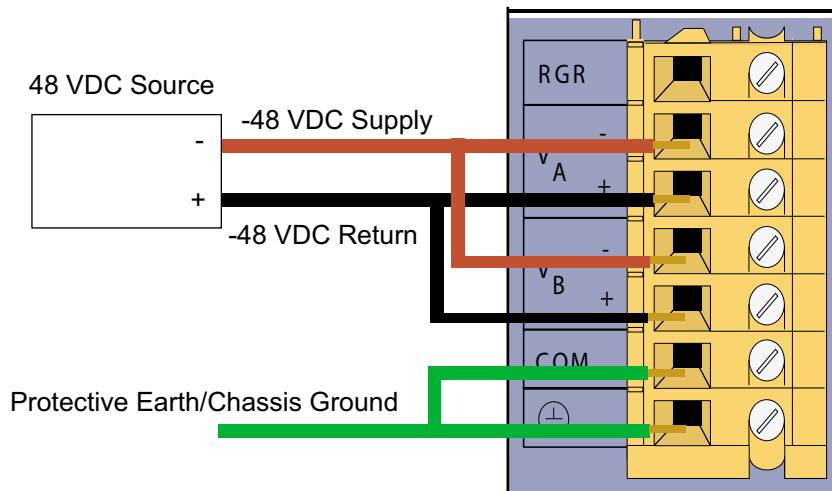 48 VDC Source
-
+
-48 VDC Supply
-48 VDC Return
Protective Earth/Chassis Ground
RGR
-
VA
+
-
VB
+
COM